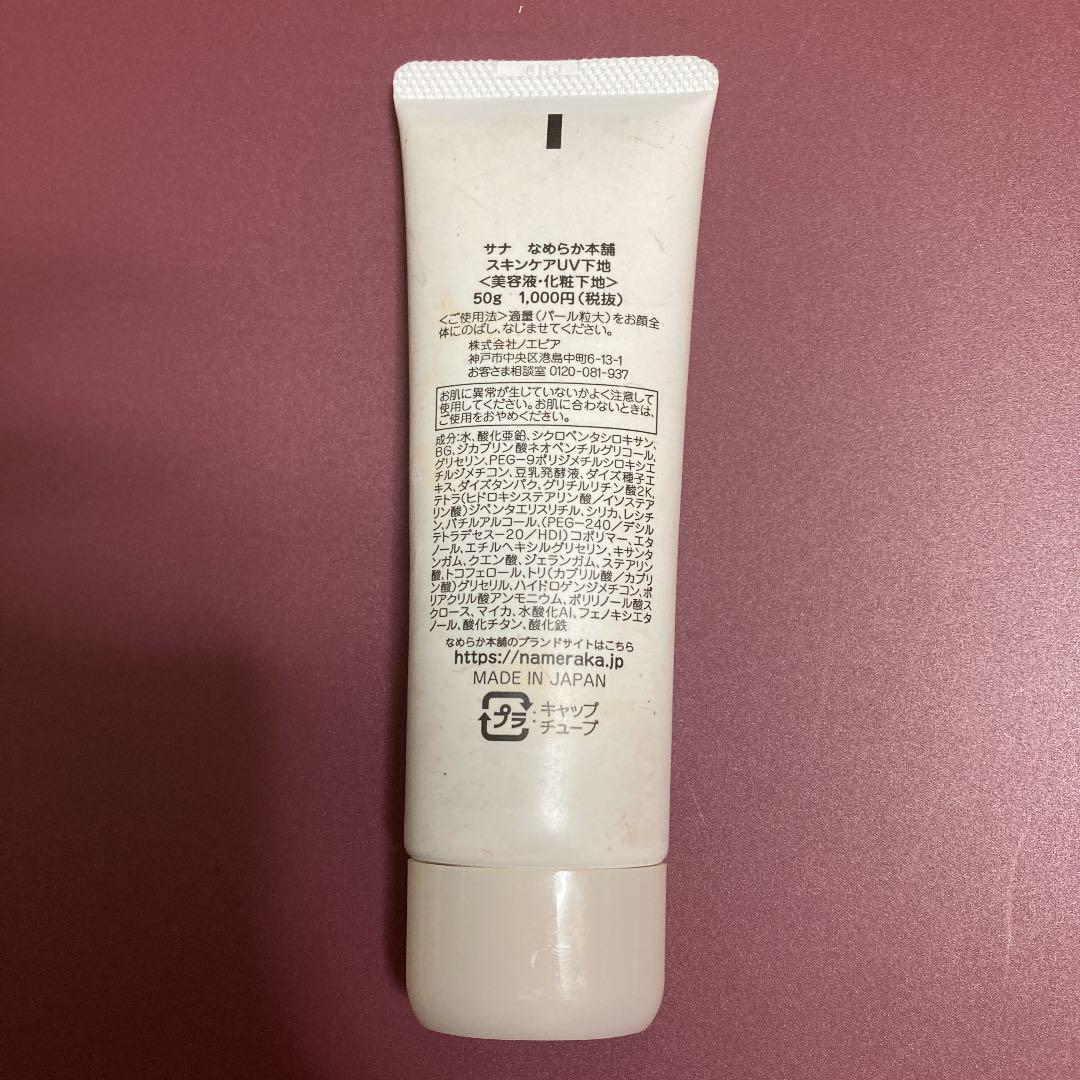 サナ なめらか本舗
スキンケアUV下地
<美容液・化粧下地>
50g 1,000円(税抜)
<ご使用法>適量(パール粒大)をお顔全
体にのばし、なじませてください。
株式会社ノエビア
神戸市中央区港島中町6-13-1
お客さま相談室 0120-081-937
お肌に異常が生じていないかよく注意して
使用してください。お肌に合わないときは、
ご使用をおやめください。
成分:水、酸化亜鉛、シクロペンタシロキサン、
BG、ジカプリン酸ネオペンチルグリコール、
グリセリン、PEG-9ポリジメチルシロキシエ
チルジメチコン、豆乳発酵液、ダイズ種子エ
キス、ダイズタンパク、グリチルリチン酸2K、
テトラ(ヒドロキシステアリン酸/イソステア
リン酸)ジペンタエリスリチル、シリカ、レシチ
ン、バチルアルコール、(PEG-240/デシル
テトラデセス-20/HDI)コポリマー、エタ
ノール、エチルヘキシルグリセリン、キサンタ
ンガム、クエン酸、ジェランガム、ステアリン
酸、トコフェロール、トリ(カプリル酸/カプリ
ン酸)グリセリル、ハイドロゲンジメチコン、ポ
リアクリル酸アンモニウム、ポリリノール酸ス
クロース、マイカ、水酸化Al、フェノキシエタ
ノール、酸化チタン、酸化鉄
なめらか本舗のブランドサイトはこちら
https://nameraka.jp
MADE IN JAPAN
プラ:キャップ
チューブ